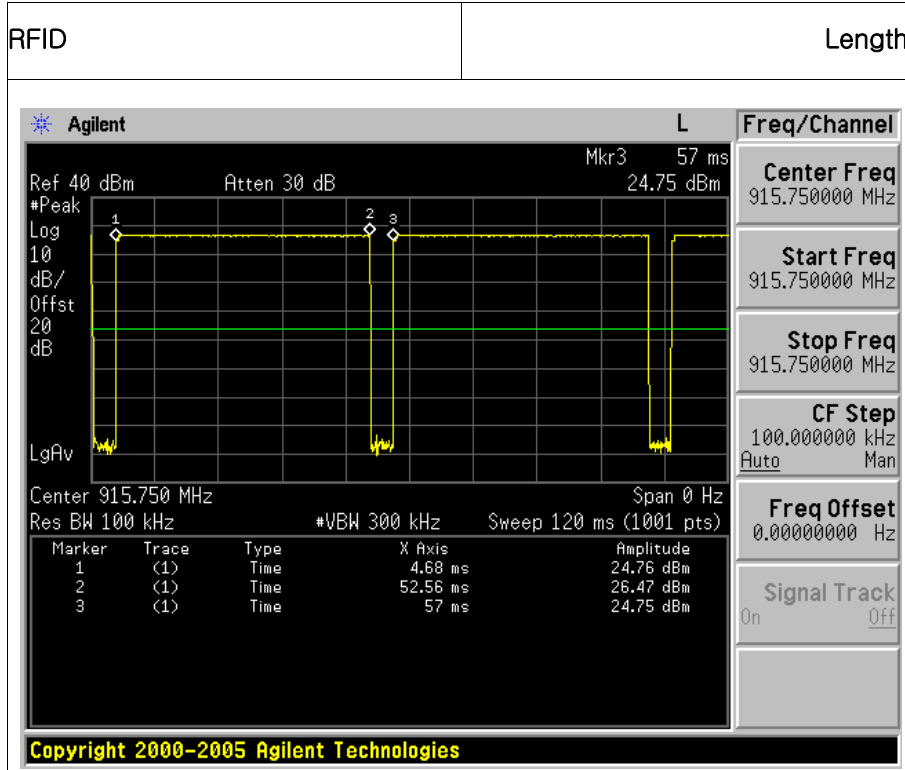 RFID Length
Agilent L Freq/Channel
Mkr3 57 ms
Ref 40 dBm Atten 30 dB 24.75 dBm
#Peak
Log
10
dB/
Offst
20
dB
LgAv
1 2 3
Center 915.750 MHz Span 0 Hz
Res BW 100 kHz #VBW 300 kHz Sweep 120 ms (1001 pts)
Marker Trace Type X Axis Amplitude
1 (1) Time 4.68 ms 24.76 dBm
2 (1) Time 52.56 ms 26.47 dBm
3 (1) Time 57 ms 24.75 dBm
Center Freq
915.750000 MHz
Start Freq
915.750000 MHz
Stop Freq
915.750000 MHz
CF Step
100.000000 kHz
Auto Man
Freq Offset
0.00000000 Hz
Signal Track
On Off
Copyright 2000-2005 Agilent Technologies